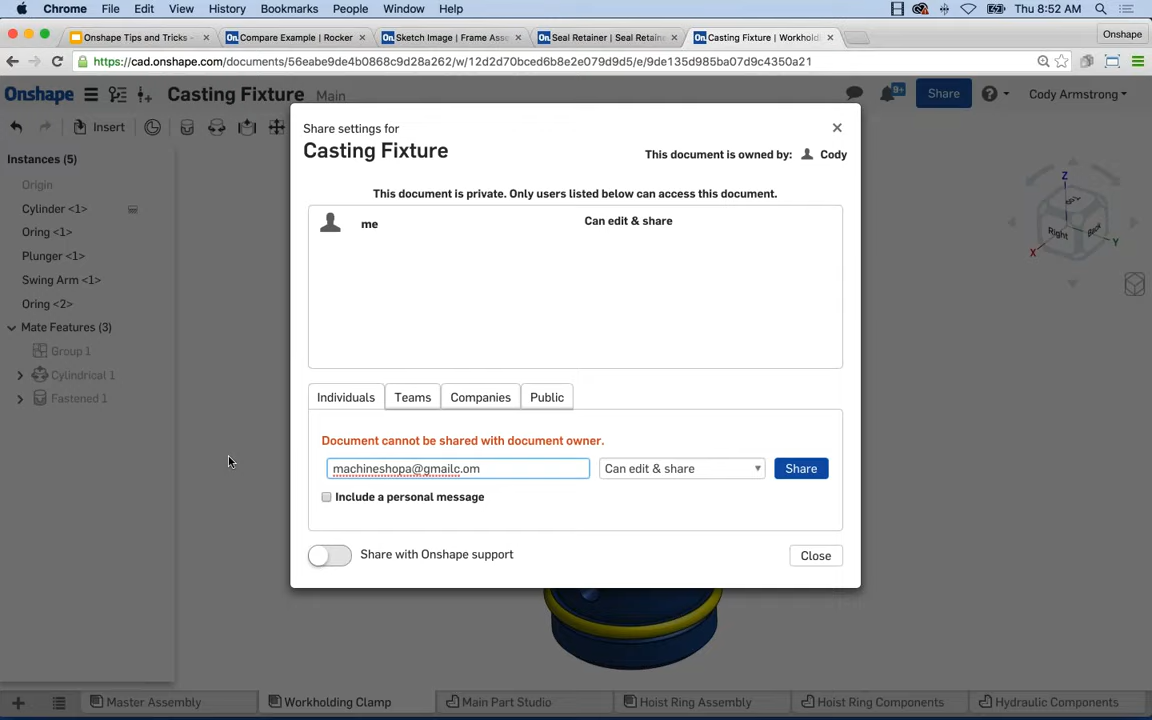 Chrome File Edit View History Bookmarks People Window Help Thu 8:52 AM
Onshape Tips and Tricks - Compare Example | Rocker Sketch Image | Frame Asse Seal Retainer | Seal Retaine Casting Fixture | Workholdi Onshape
https://cad.onshape.com/documents/56eabe9de4b0868c9d28a262/w/12d2d70bced6b8e2e079d9d5/e/9de135d985ba07d9c4350a21
Onshape Casting Fixture Main 9+ Share Cody Armstrong
Insert
Instances (5)
Origin
Cylinder <1>
Oring <1>
Plunger <1>
Swing Arm <1>
Oring <2>
Mate Features (3)
Group 1
Cylindrical 1
Fastened 1
Share settings for
Casting Fixture
This document is owned by: Cody
This document is private. Only users listed below can access this document.
me Can edit & share
Individuals Teams Companies Public
Document cannot be shared with document owner.
machineshopa@gmailc.om Can edit & share Share
Include a personal message
Share with Onshape support Close
Z
Right Back
X Y
Master Assembly Workholding Clamp Main Part Studio Hoist Ring Assembly Hoist Ring Components Hydraulic Components